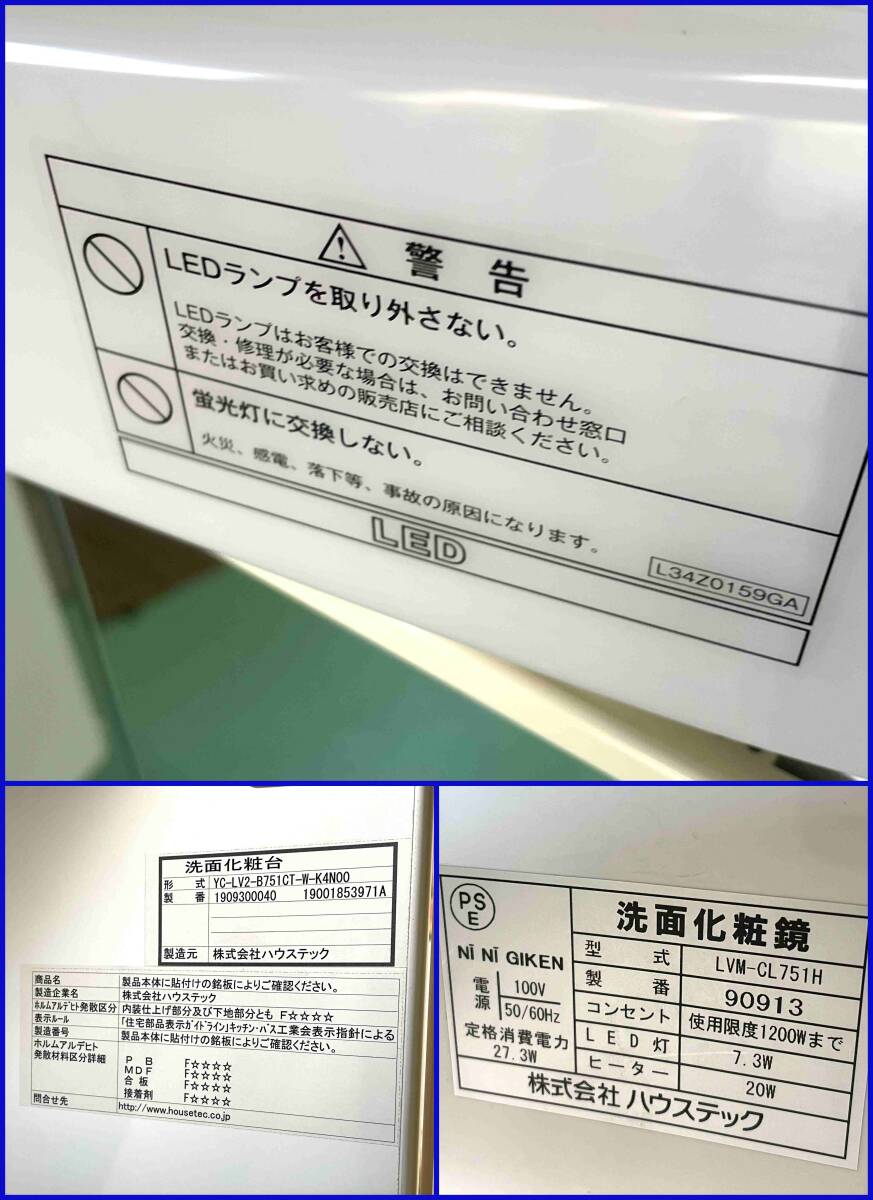 警告
LEDランプを取り外さない。
LEDランプはお客様での交換はできません。
交換・修理が必要な場合は、お問い合わせ窓口
またはお買い求めの販売店にご相談ください。
蛍光灯に交換しない。
火災、感電、落下等、事故の原因になります。
LED
L34Z0159GA
洗面化粧台
形式 YC-LV2-B751CT-W-K4N00
製番 1909300040 19001853971A
製造元 株式会社ハウステック
商品名 製品本体に貼付けの銘板によりご確認ください。
製造企業名 株式会社ハウステック
ホルムアルデヒト発散区分 内装仕上げ部分及び下地部分とも F☆☆☆☆
表示ルール 「住宅部品表示ガイドライン」キッチン・バス工業会表示指針による
製造番号 製品本体に貼付けの銘板によりご確認ください。
ホルムアルデヒト
発散材料区分詳細
PB F☆☆☆☆
MDF F☆☆☆☆
合板 F☆☆☆☆
接着剤 F☆☆☆☆
問合せ先 http://www.housetec.co.jp
PS
E
NĪ NĪ GIKEN
電源 100V
50/60Hz
定格消費電力
27.3W
洗面化粧鏡
型式 LVM-CL751H
製番 90913
コンセント 使用限度1200Wまで
LED灯 7.3W
ヒーター 20W
株式会社 ハウステック